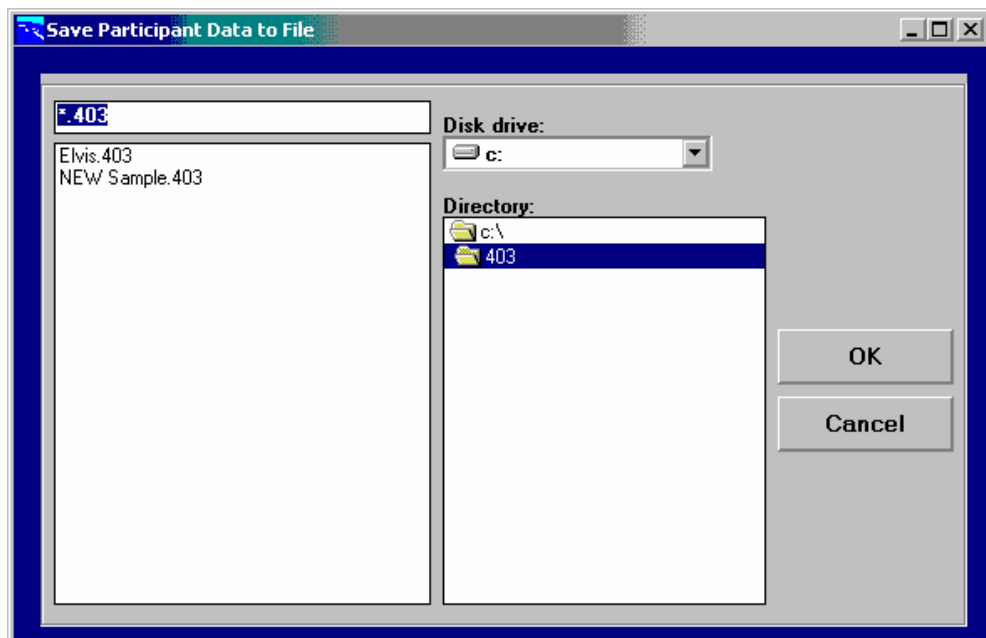 Save Participant Data to File
*.403
Elvis.403
NEW Sample.403
Disk drive:
c:
Directory:
c:\
403
OK
Cancel